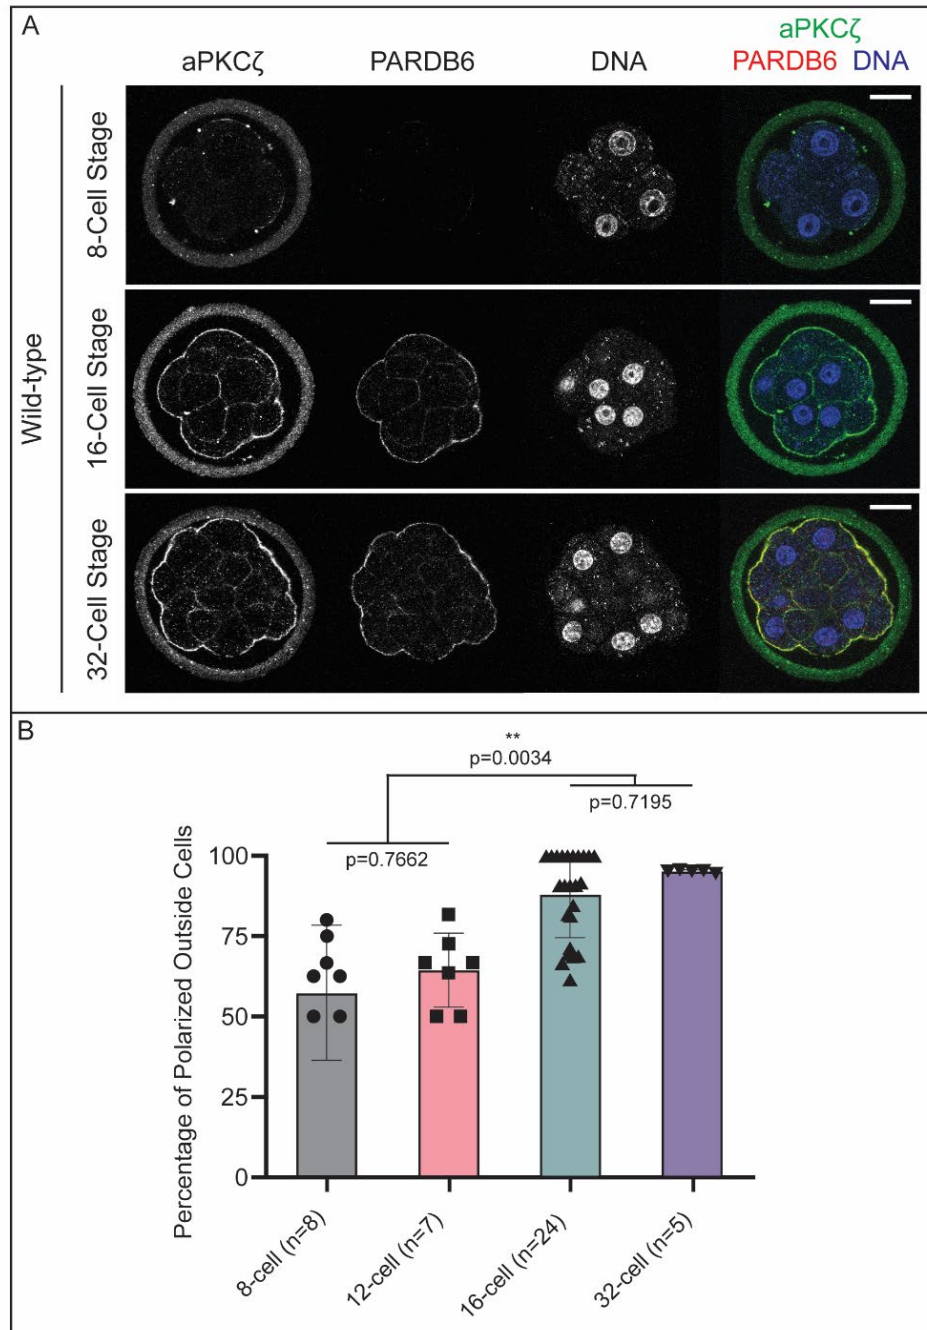 A
aPKCζ
aPKCζ PARDB6 DNA PARDB6 DNA
Wild-type
8-Cell Stage
16-Cell Stage
32-Cell Stage
B
**
p=0.0034
p=0.7195
p=0.7662
Percentage of Polarized Outside Cells
100
75
50
25
0
8-cell (n=8)
12-cell (n=7)
16-cell (n=24)
32-cell (n=5)